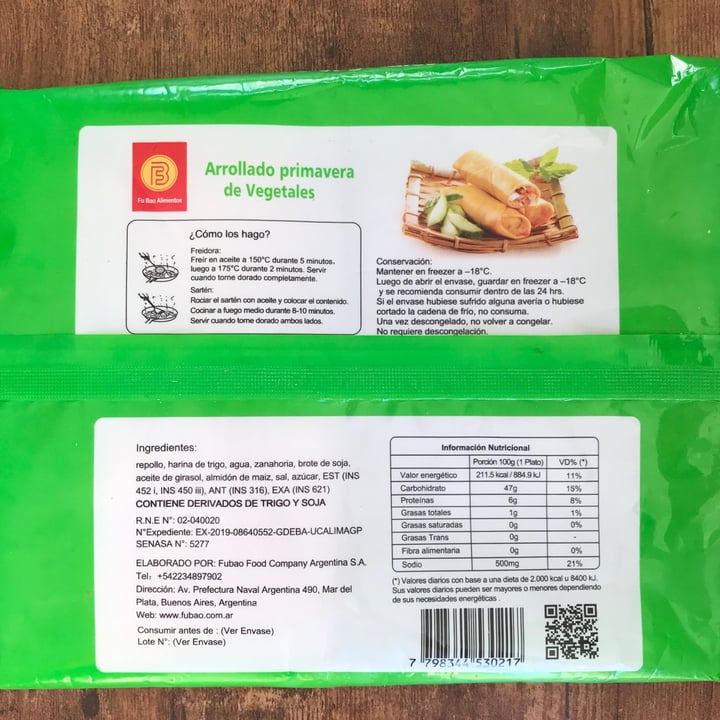 Fu Bao Alimentos
Arrollado primavera
de Vegetales
¿Cómo los hago?
Freidora:
Freir en aceite a 150°C durante 5 minutos.
luego a 175°C durante 2 minutos. Servir
cuando tome dorado completamente.
Sartén:
Rociar el sartén con aceite y colocar el contenido.
Cocinar a fuego medio durante 8-10 minutos.
Servir cuando tome dorado ambos lados.
Conservación:
Mantener en freezer a –18°C.
Luego de abrir el envase, guardar en freezer a –18°C
y se recomienda consumir dentro de las 24 hrs.
Si el envase hubiese sufrido alguna avería o hubiese
cortado la cadena de frío, no consuma.
Una vez descongelado, no volver a congelar.
No requiere descongelación.
Ingredientes:
repollo, harina de trigo, agua, zanahoria, brote de soja,
aceite de girasol, almidón de maiz, sal, azúcar, EST (INS
452 i, INS 450 iii), ANT (INS 316), EXA (INS 621)
CONTIENE DERIVADOS DE TRIGO Y SOJA
R.N.E N°: 02-040020
N°Expediente: EX-2019-08640552-GDEBA-UCALIMAGP
SENASA N°: 5277
ELABORADO POR: Fubao Food Company Argentina S.A.
Tel: +542234897902
Dirección: Av. Prefectura Naval Argentina 490, Mar del
Plata, Buenos Aires, Argentina
Web: www.fubao.com.ar
Consumir antes de : (Ver Envase)
Lote N°: (Ver Envase)
Información Nutricional
Porción 100g (1 Plato) VD% (*)
Valor energético 211.5 kcal / 884.9 kJ 11%
Carbohidrato 47g 15%
Proteínas 6g 8%
Grasas totales 1g 1%
Grasas saturadas 0g 0%
Grasas Trans 0g -
Fibra alimentaria 0g 0%
Sodio 500mg 21%
(*) Valores diarios con base a una dieta de 2.000 kcal u 8400 kJ.
Sus valores diarios pueden ser mayores o menores dependiendo
de sus necesidades energéticas .
7 798344 530217